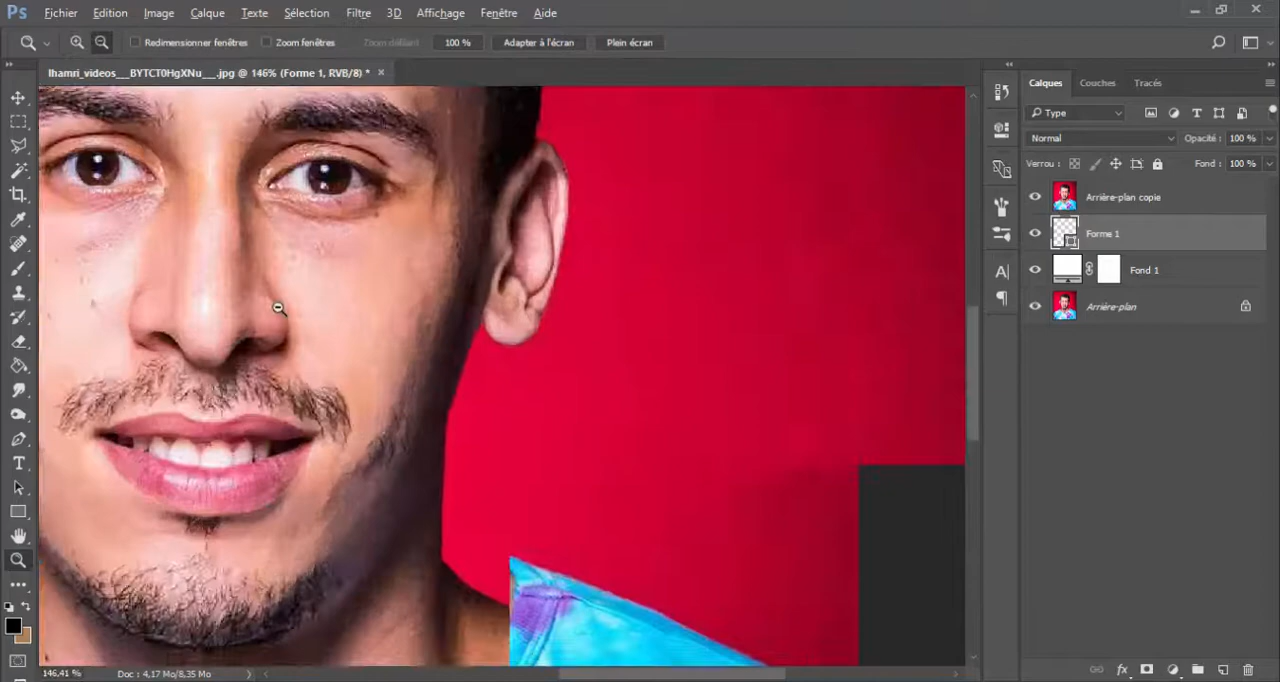 Ps Fichier Edition Image Calque Texte Sélection Filtre 3D Affichage Fenêtre Aide
Redimensionner fenêtres Zoom fenêtres Zoom défilant 100 % Adapter à l'écran Plein écran
lhamri_videos___BYTCT0HgXNu___.jpg @ 146% (Forme 1, RVB/8) * ×
Calques Couches Tracés
Type
Normal Opacité : 100 %
Verrou : Fond : 100 %
Arrière-plan copie
Forme 1
Fond 1
Arrière-plan
146,41 % Doc : 4,17 Mo/8,35 Mo